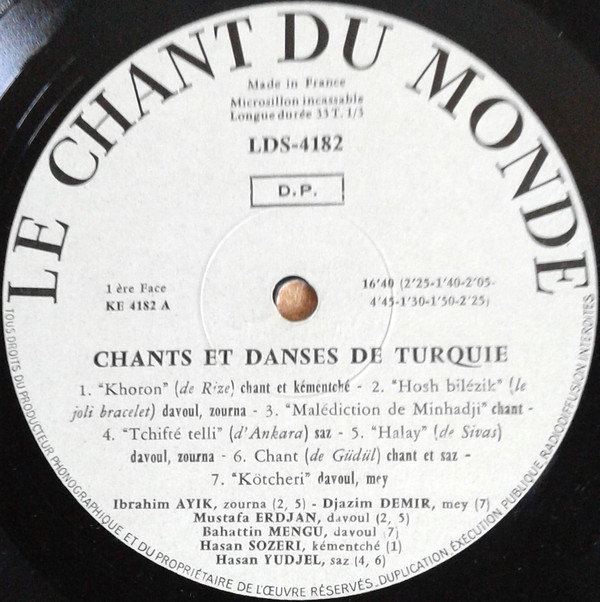 LE CHANT DU MONDE
Made in France
Microsillon incassable
Longue durée 33 T. 1/3
LDS-4182
D.P.
1 ère Face
KE 4182 A
16'40 (2'25-1'40-2'05-
4'45-1'30-1'50-2'25)
CHANTS ET DANSES DE TURQUIE
1. "Khoron" (de Rize) chant et kémentché - 2. "Hosh bilézik" (le
joli bracelet) davoul, zourna - 3. "Malédiction de Minhadji" chant -
4. "Tchifté telli" (d'Ankara) saz - 5. "Halay" (de Sivas)
davoul, zourna - 6. Chant (de Güdül) chant et saz -
7. "Kötcheri" davoul, mey
Ibrahim AYIK, zourna (2, 5) - Djazim DEMIR, mey (7)
Mustafa ERDJAN, davoul (2, 5)
Bahattin MENGU, davoul (7)
Hasan SOZERI, kémentché (1)
Hasan YUDJEL, saz (4, 6)
TOUS DROITS DU PRODUCTEUR PHONOGRAPHIQUE ET DU PROPRIÉTAIRE DE L'ŒUVRE RÉSERVÉS. DUPLICATION EXÉCUTION PUBLIQUE, RADIODIFFUSION INTERDITES